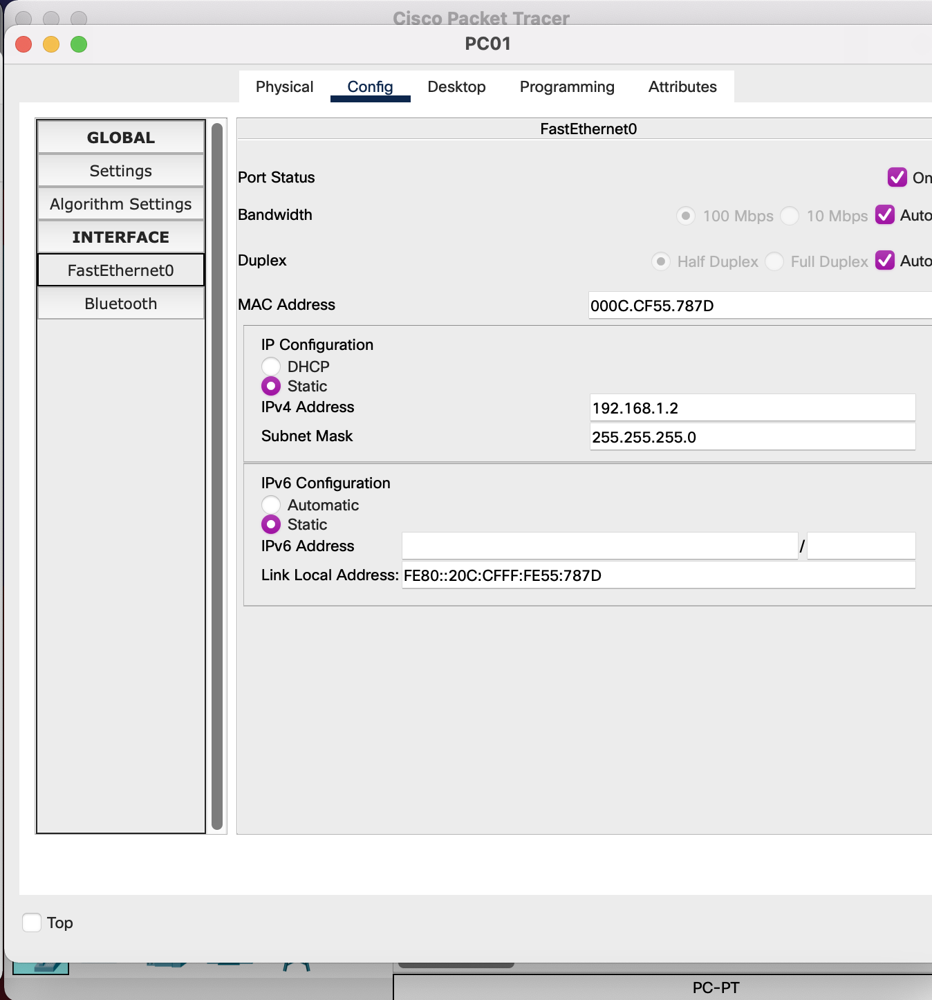 Cisco Packet Tracer
PC01
Physical Config Desktop Programming Attributes
GLOBAL
Settings
Algorithm Settings
INTERFACE
FastEthernet0
Bluetooth
FastEthernet0
Port Status On
Bandwidth 100 Mbps 10 Mbps Auto
Duplex Half Duplex Full Duplex Auto
MAC Address 000C.CF55.787D
IP Configuration
DHCP
Static
IPv4 Address 192.168.1.2
Subnet Mask 255.255.255.0
IPv6 Configuration
Automatic
Static
IPv6 Address /
Link Local Address: FE80::20C:CFFF:FE55:787D
Top
PC-PT